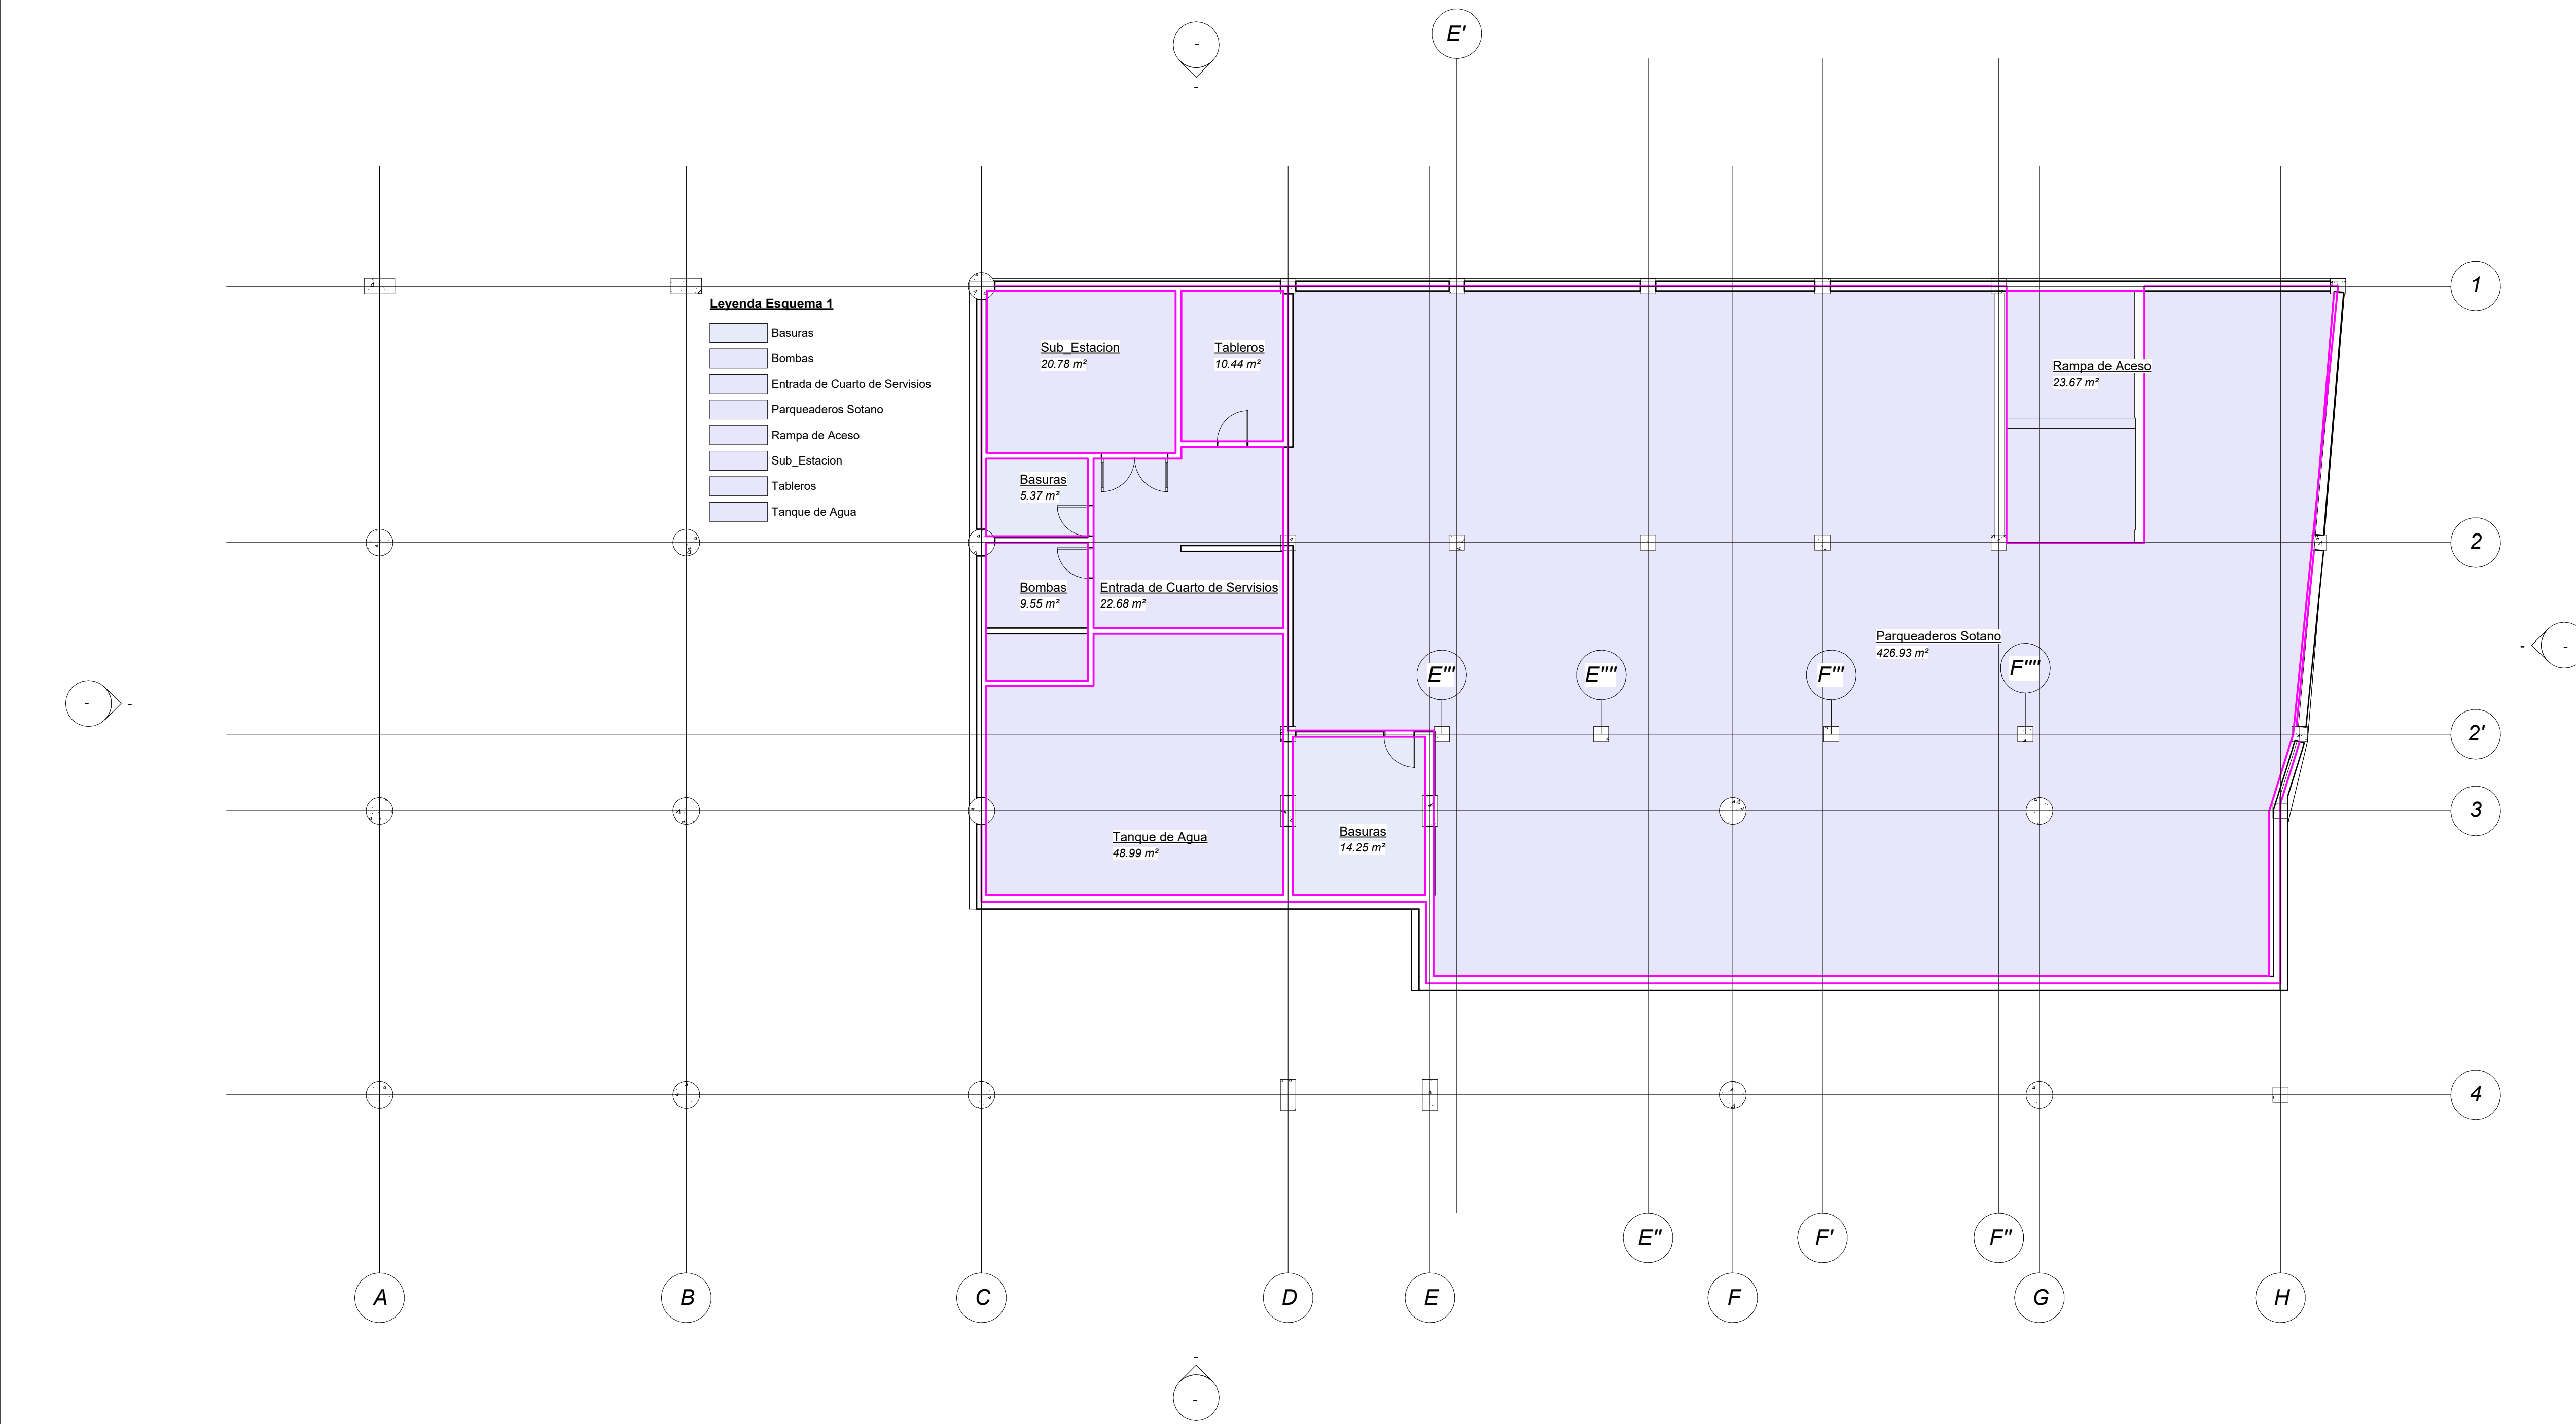 -
-
E'
1
Leyenda Esquema 1
Basuras
Bombas
Entrada de Cuarto de Servisios
Parqueaderos Sotano
Rampa de Aceso
Sub_Estacion
Tableros
Tanque de Agua
Sub_Estacion
20.78 m²
Tableros
10.44 m²
Rampa de Aceso
23.67 m²
Basuras
5.37 m²
2
Bombas
9.55 m²
Entrada de Cuarto de Servisios
22.68 m²
Parqueaderos Sotano
426.93 m²
- -
E'''
E''''
F'''
F''''
- -
2'
3
Tanque de Agua
48.99 m²
Basuras
14.25 m²
4
E''
F'
F''
A
B
C
D
E
F
G
H
-
-